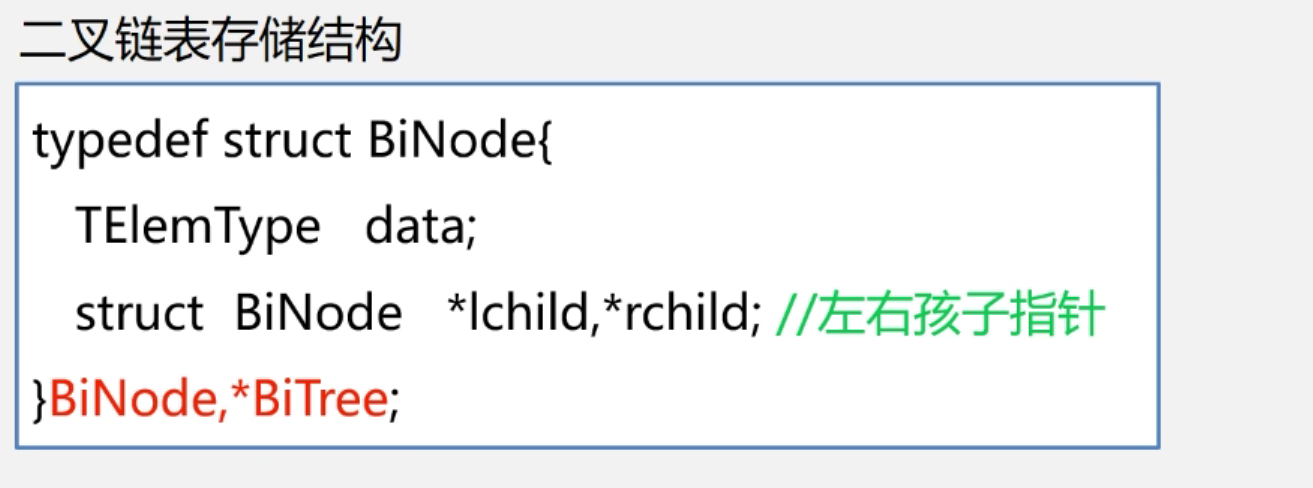 二叉链表存储结构
typedef struct BiNode{
TElemType data;
struct BiNode *lchild,*rchild; //左右孩子指针
}BiNode,*BiTree;